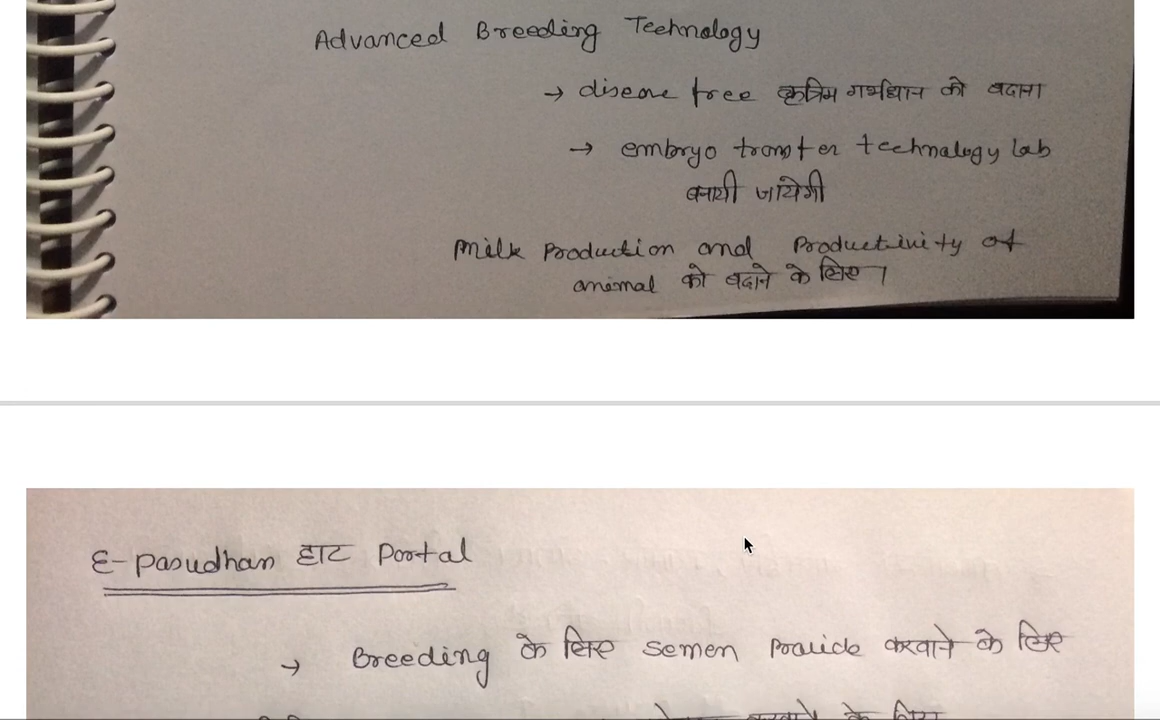 Advanced Breeding Technology
→ disease free कृत्रिम गर्भाधान को बढाना
→ embryo transfer technology lab
बनायी जायेगी
Milk Production and Productivity of
animal को बढाने के लिए।
E-Pasudhan हाट Portal
→ Breeding के लिए semen Provide करवाने के लिए
करवाने के लिए